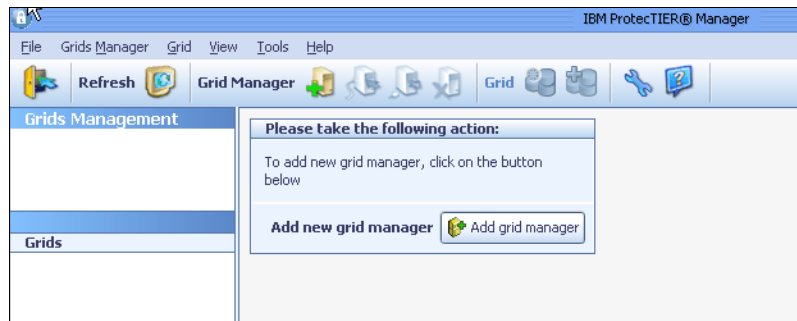 IBM ProtecTIER® Manager
File Grids Manager Grid View Tools Help
Refresh Grid Manager Grid
Grids Management
Please take the following action:
To add new grid manager, click on the button
below
Add new grid manager Add grid manager
Grids